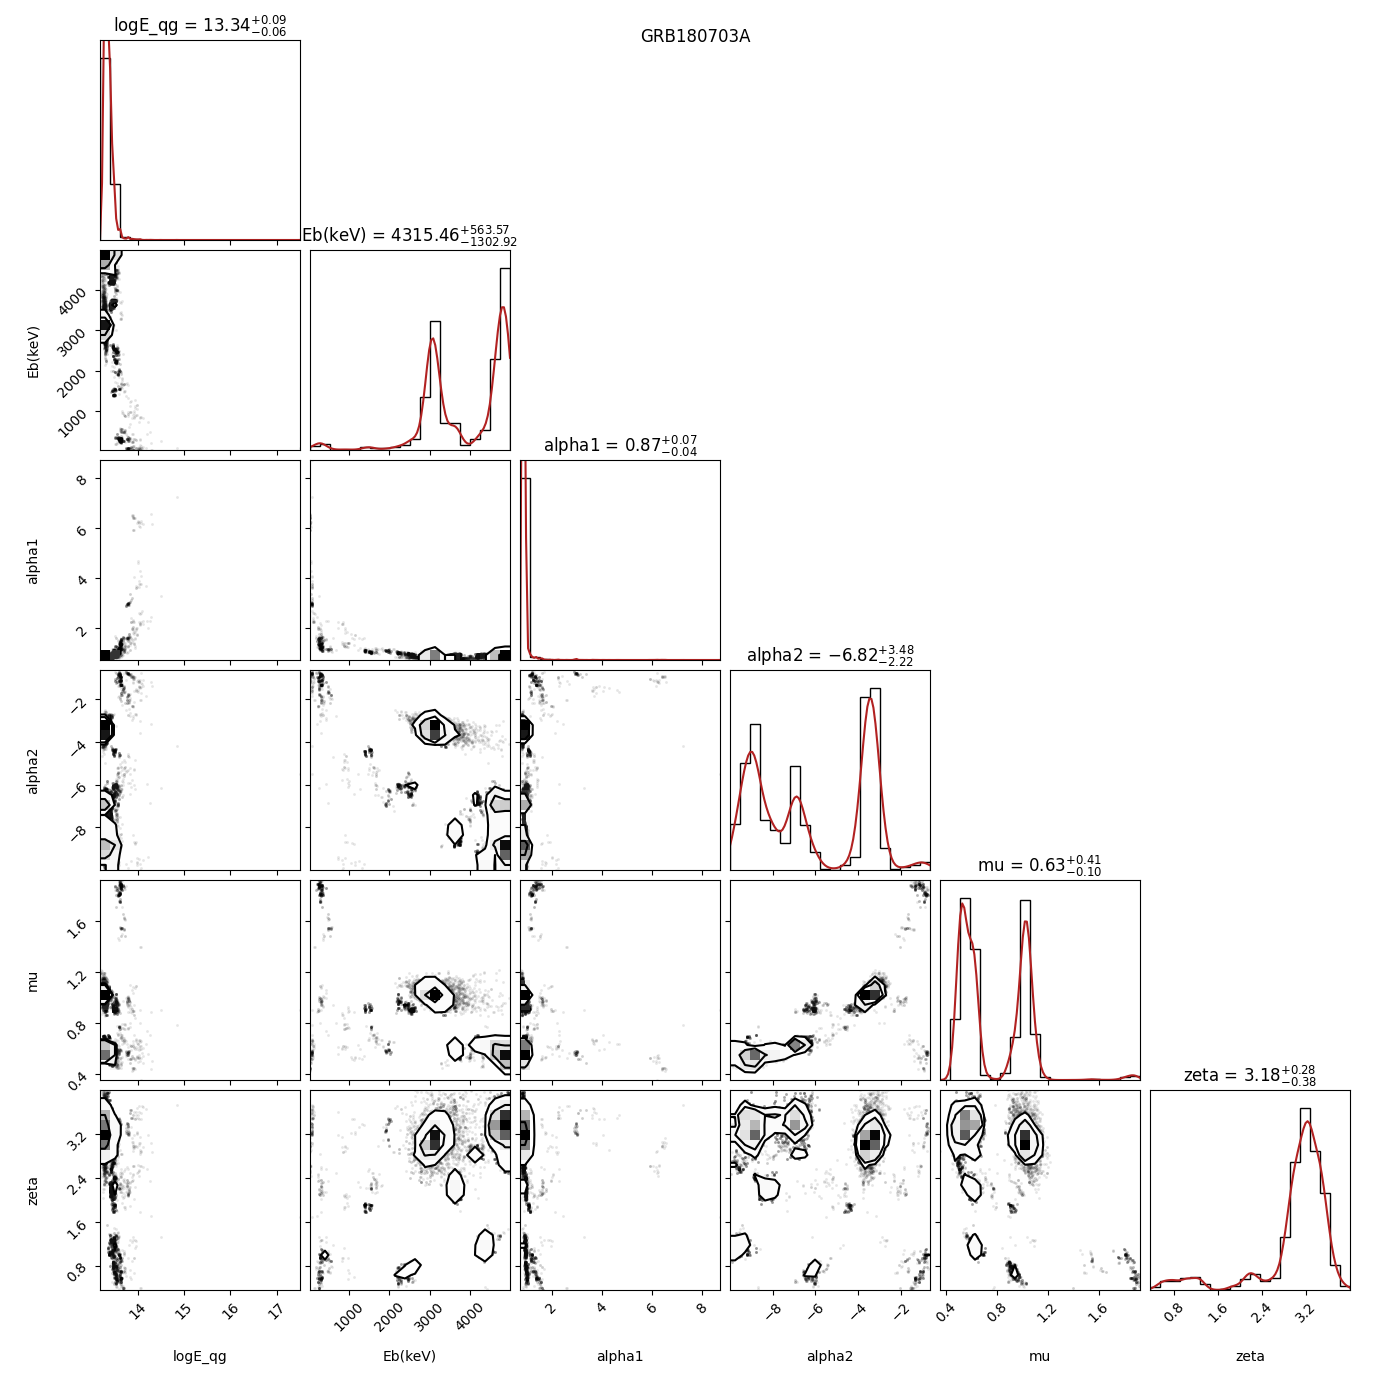 GRB180703A
logE_qg = 13.34 +0.09 −0.06
Eb(keV) = 4315.46 +563.57 −1302.92
Eb(keV)
4000
3000
2000
1000
alpha1 = 0.87 +0.07 −0.04
alpha1
8
6
4
2
alpha2 = −6.82 +3.48 −2.22
alpha2
−2
−4
−6
−8
mu = 0.63 +0.41 −0.10
mu
1.6
1.2
0.8
0.4
zeta = 3.18 +0.28 −0.38
zeta
3.2
2.4
1.6
0.8
14 15 16 17
1000 2000 3000 4000
2 4 6 8
−8 −6 −4 −2
0.4 0.8 1.2 1.6
0.8 1.6 2.4 3.2
logE_qg Eb(keV) alpha1 alpha2 mu zeta